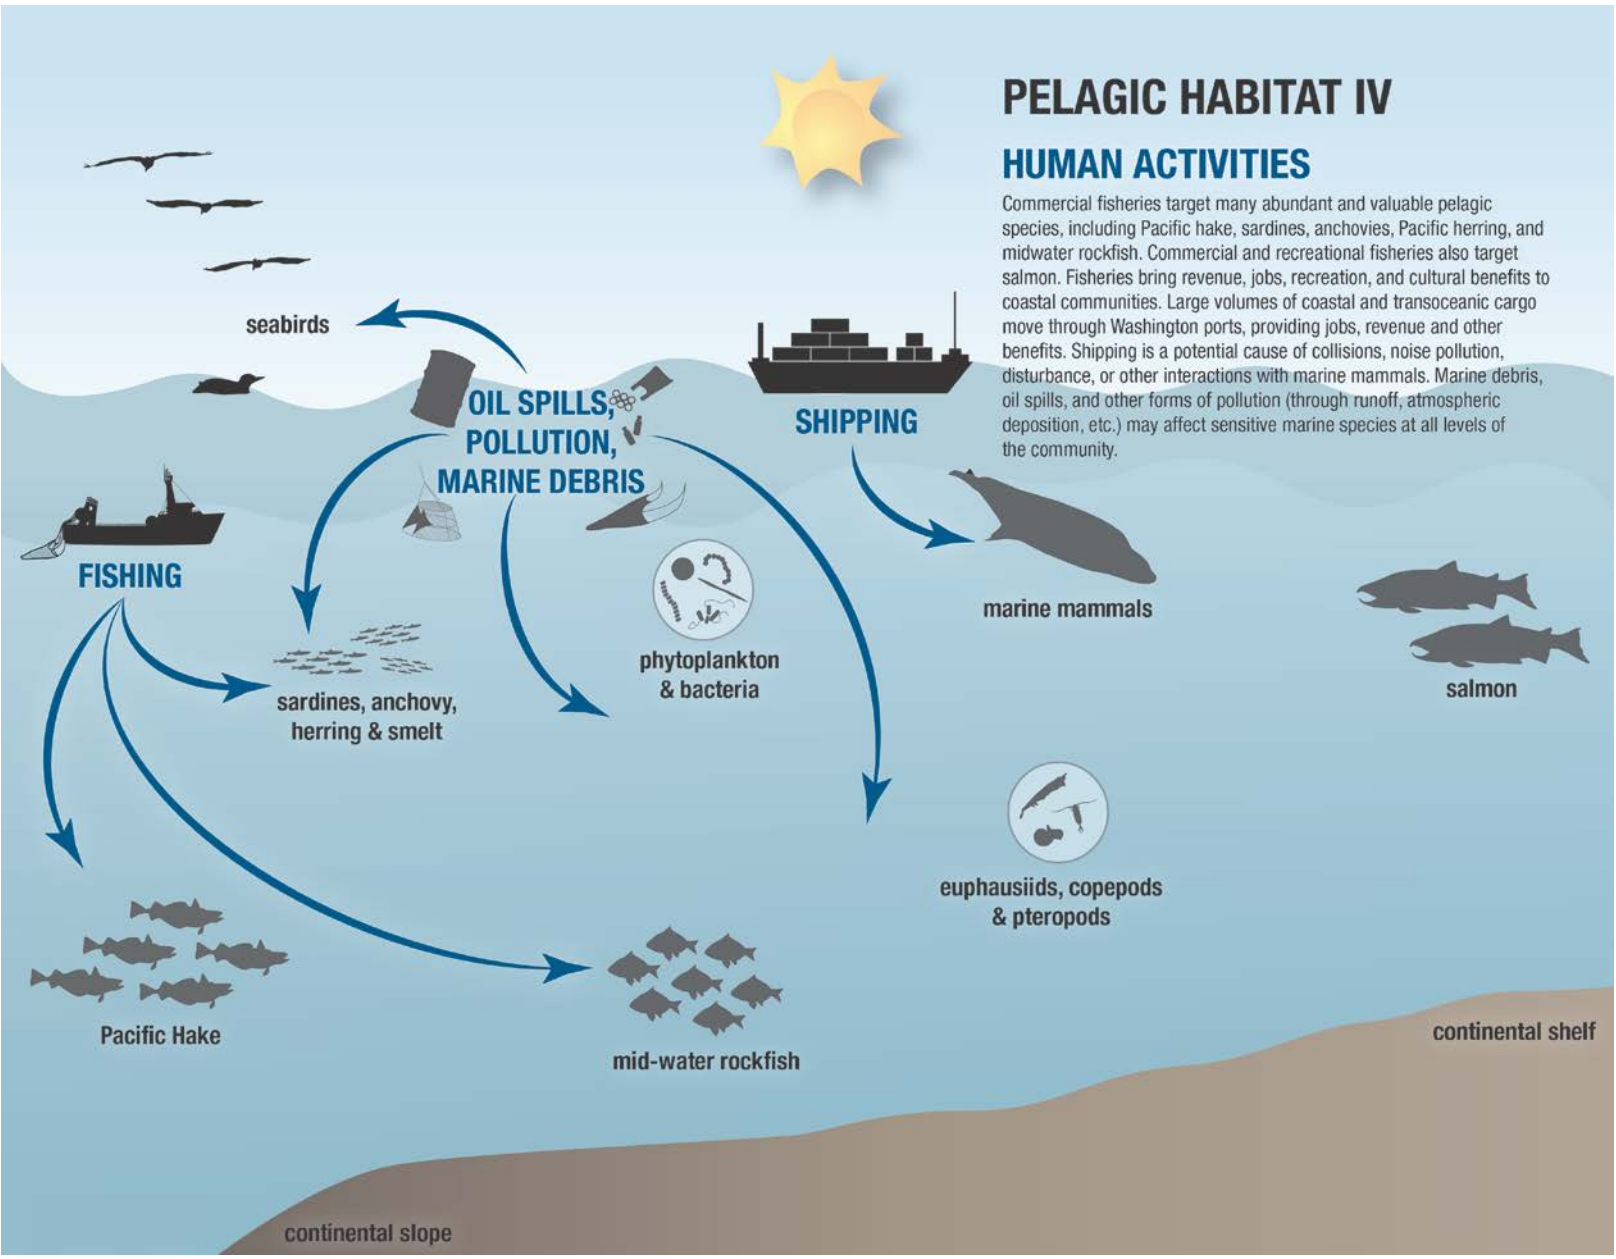 PELAGIC HABITAT IV
HUMAN ACTIVITIES
Commercial fisheries target many abundant and valuable pelagic
species, including Pacific hake, sardines, anchovies, Pacific herring, and
midwater rockfish. Commercial and recreational fisheries also target
salmon. Fisheries bring revenue, jobs, recreation, and cultural benefits to
coastal communities. Large volumes of coastal and transoceanic cargo
move through Washington ports, providing jobs, revenue and other
benefits. Shipping is a potential cause of collisions, noise pollution,
disturbance, or other interactions with marine mammals. Marine debris,
oil spills, and other forms of pollution (through runoff, atmospheric
deposition, etc.) may affect sensitive marine species at all levels of
the community.
seabirds
OIL SPILLS,
POLLUTION,
MARINE DEBRIS
SHIPPING
FISHING
marine mammals
phytoplankton
& bacteria
salmon
sardines, anchovy,
herring & smelt
euphausiids, copepods
& pteropods
Pacific Hake
mid-water rockfish
continental shelf
continental slope